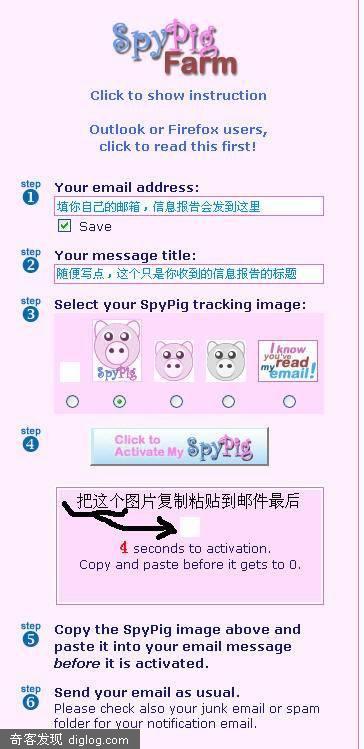 SpyPig
Farm
Click to show instruction
Outlook or Firefox users,
click to read this first!
step
1
Your email address:
填你自己的邮箱，信息报告会发到这里
Save
step
2
Your message title:
随便写点，这个只是你收到的信息报告的标题
step
3
Select your SpyPig tracking image:
SpyPig
I know
you've
read
my
email!
step
4
Click to
Activate My SpyPig
把这个图片复制粘贴到邮件最后
4 seconds to activation.
Copy and paste before it gets to 0.
step
5
Copy the SpyPig image above and
paste it into your email message
before it is activated.
step
6
Send your email as usual.
Please check also your junk email or spam
folder for your notification email.
奇客发现 diglog.com